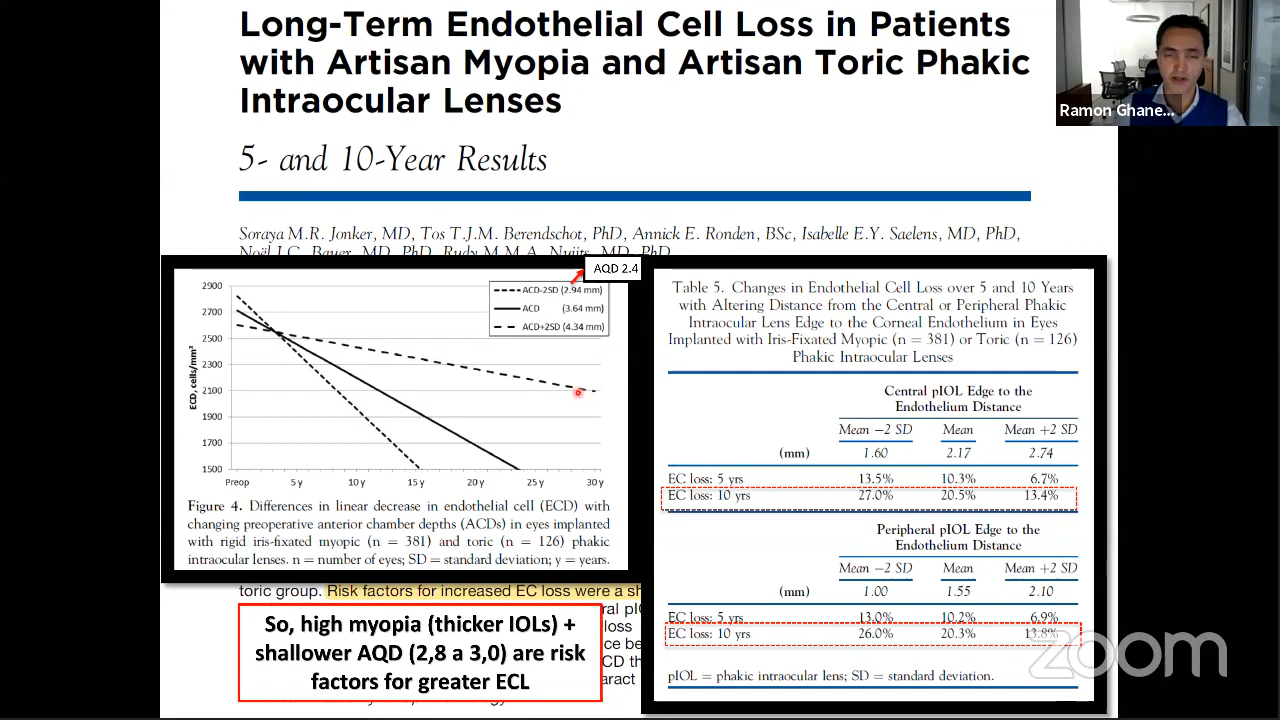 Long-Term Endothelial Cell Loss in Patients
with Artisan Myopia and Artisan Toric Phakic
Intraocular Lenses
5- and 10-Year Results
Soraya M.R. Jonker, MD, Tos T.J.M. Berendschot, PhD, Annick E. Ronden, BSc, Isabelle E.Y. Saelens, MD, PhD,
Noël J.C. Bauer, MD, PhD, Rudy M.M.A. Nuijts, MD, PhD
Ramon Ghane...
AQD 2.4
ACD-2SD (2.94 mm)
ACD (3.64 mm)
ACD+2SD (4.34 mm)
ECD, cells/mm²
2900
2700
2500
2300
2100
1900
1700
1500
Preop 5 y 10 y 15 y 20 y 25 y 30 y
Figure 4. Differences in linear decrease in endothelial cell (ECD) with
changing preoperative anterior chamber depths (ACDs) in eyes implanted
with rigid iris-fixated myopic (n = 381) and toric (n = 126) phakic
intraocular lenses. n = number of eyes; SD = standard deviation; y = years.
Table 5. Changes in Endothelial Cell Loss over 5 and 10 Years
with Altering Distance from the Central or Peripheral Phakic
Intraocular Lens Edge to the Corneal Endothelium in Eyes
Implanted with Iris-Fixated Myopic (n = 381) or Toric (n = 126)
Phakic Intraocular Lenses
Central pIOL Edge to the
Endothelium Distance
Mean −2 SD Mean Mean +2 SD
(mm) 1.60 2.17 2.74
EC loss: 5 yrs 13.5% 10.3% 6.7%
EC loss: 10 yrs 27.0% 20.5% 13.4%
Peripheral pIOL Edge to the
Endothelium Distance
Mean −2 SD Mean Mean +2 SD
(mm) 1.00 1.55 2.10
EC loss: 5 yrs 13.0% 10.2% 6.9%
EC loss: 10 yrs 26.0% 20.3% 13.8%
pIOL = phakic intraocular lens; SD = standard deviation.
toric group. Risk factors for increased EC loss were a
So, high myopia (thicker IOLs) +
shallower AQD (2,8 a 3,0) are risk
factors for greater ECL
loss
zoom